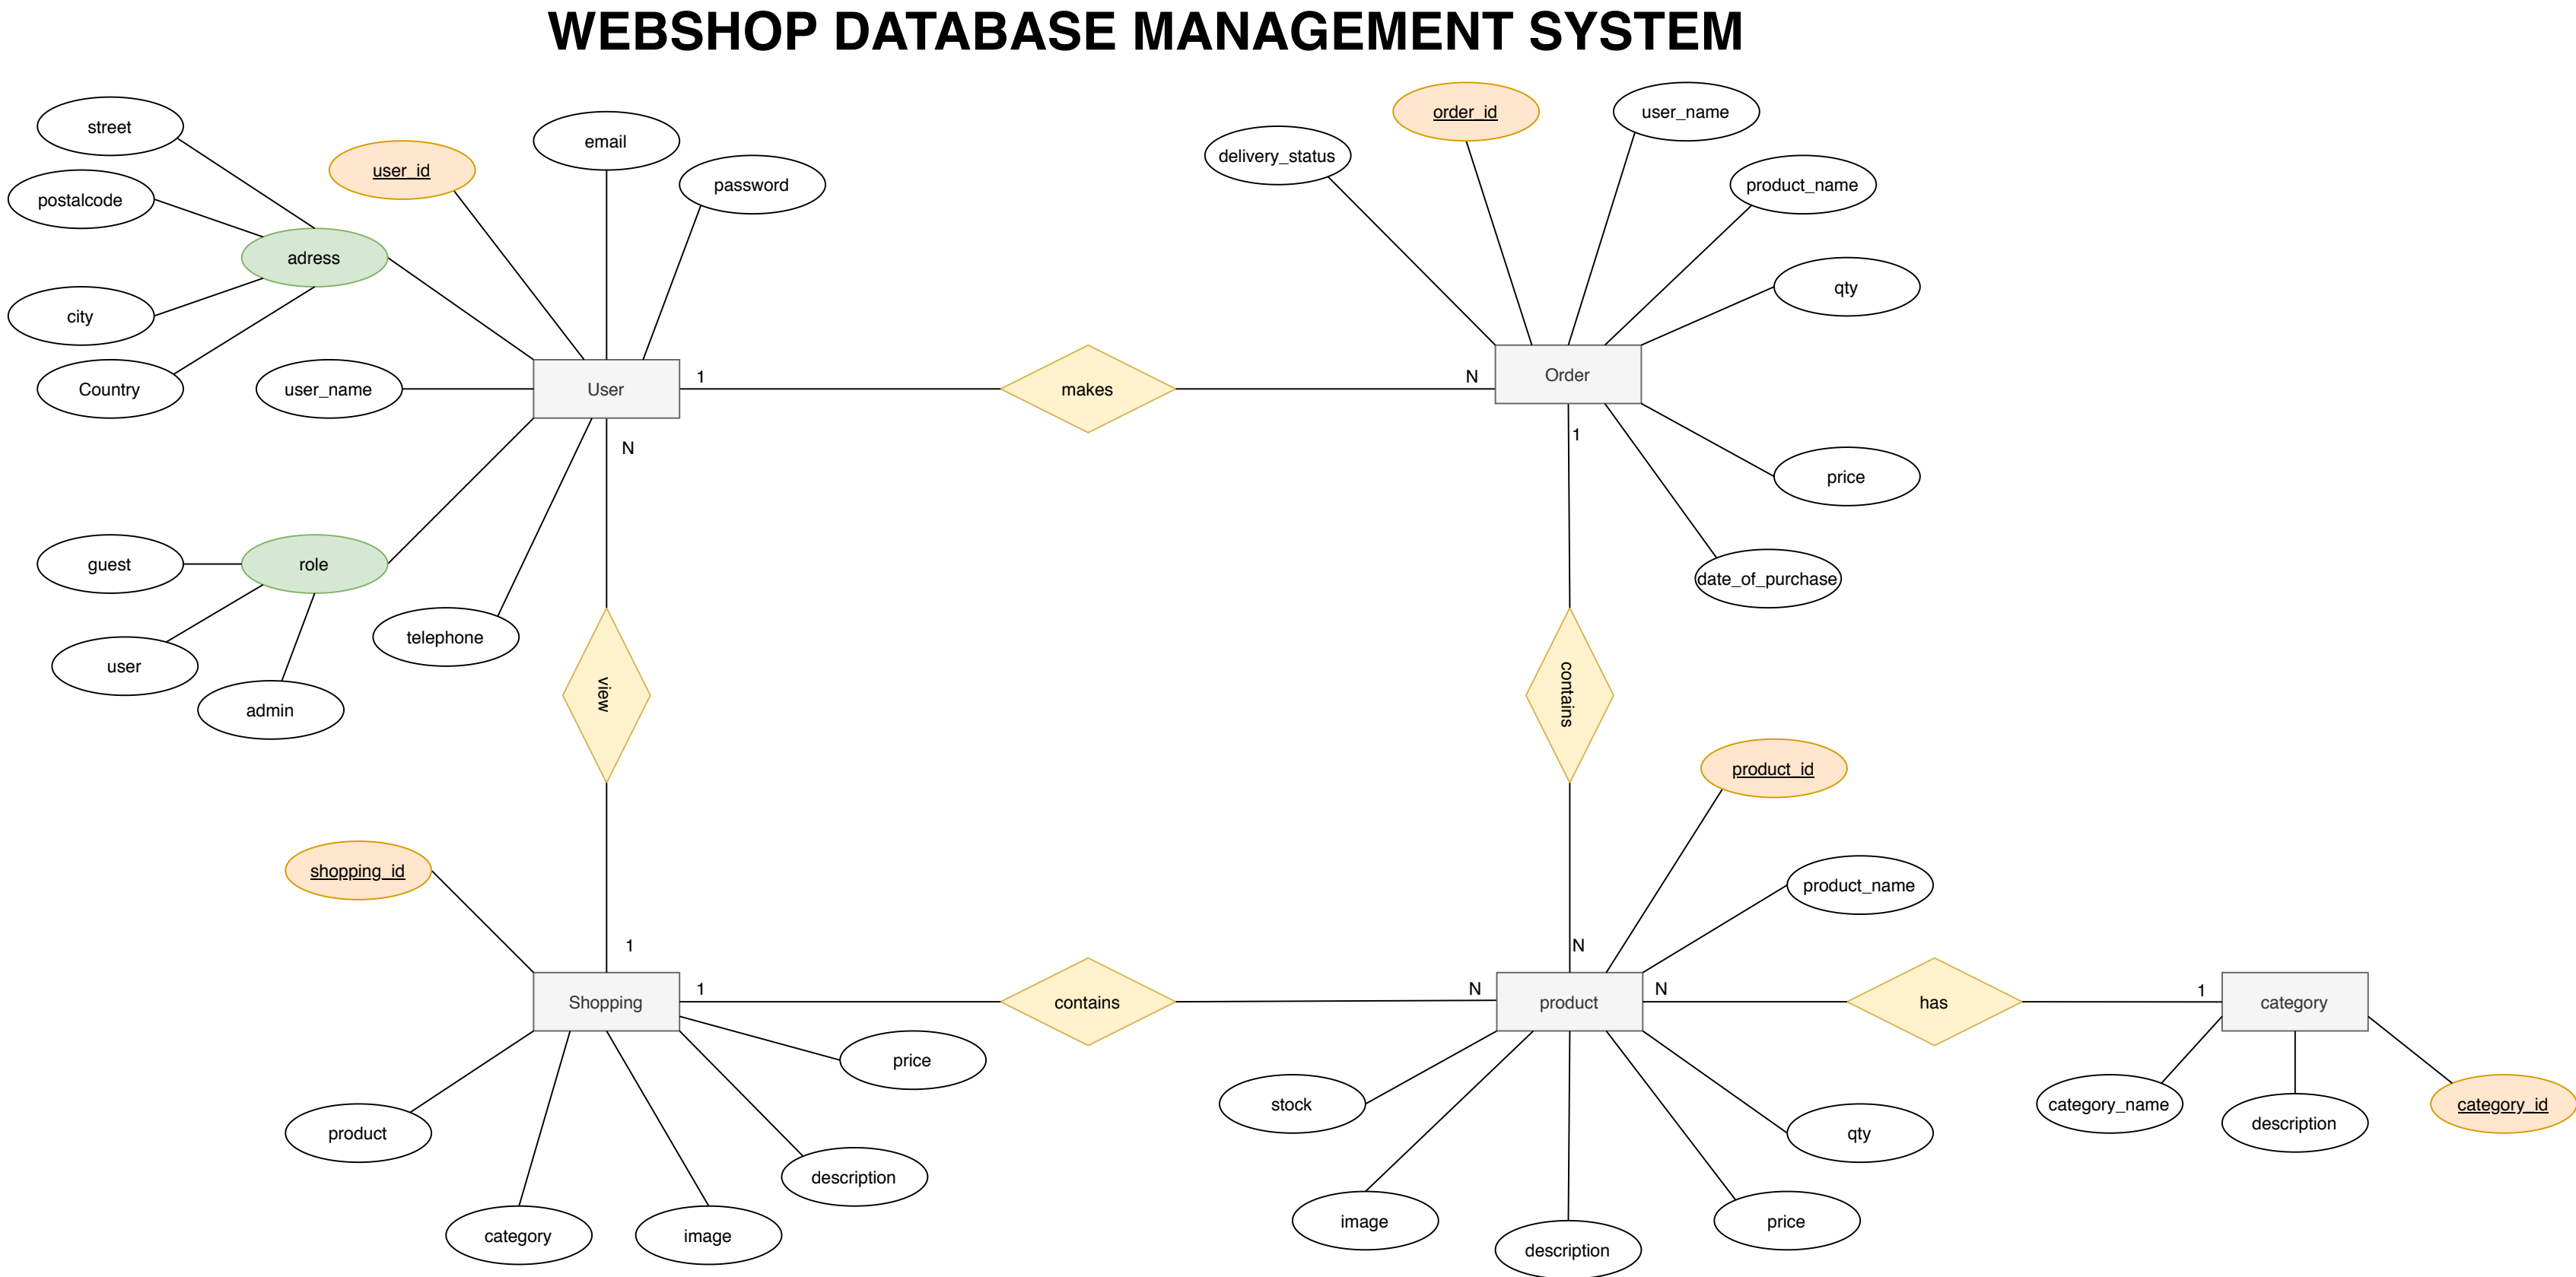 WEBSHOP DATABASE MANAGEMENT SYSTEM
street
postalcode
adress
city
Country
user_id
email
password
user_name
User
1
makes
N
Order
delivery_status
order_id
user_name
product_name
qty
price
date_of_purchase
1
N
guest
role
user
admin
telephone
view
contains
product_id
product_name
shopping_id
1
N
Shopping
1
contains
N
product
N
has
1
category
price
product
category
image
description
stock
image
description
price
qty
category_name
description
category_id